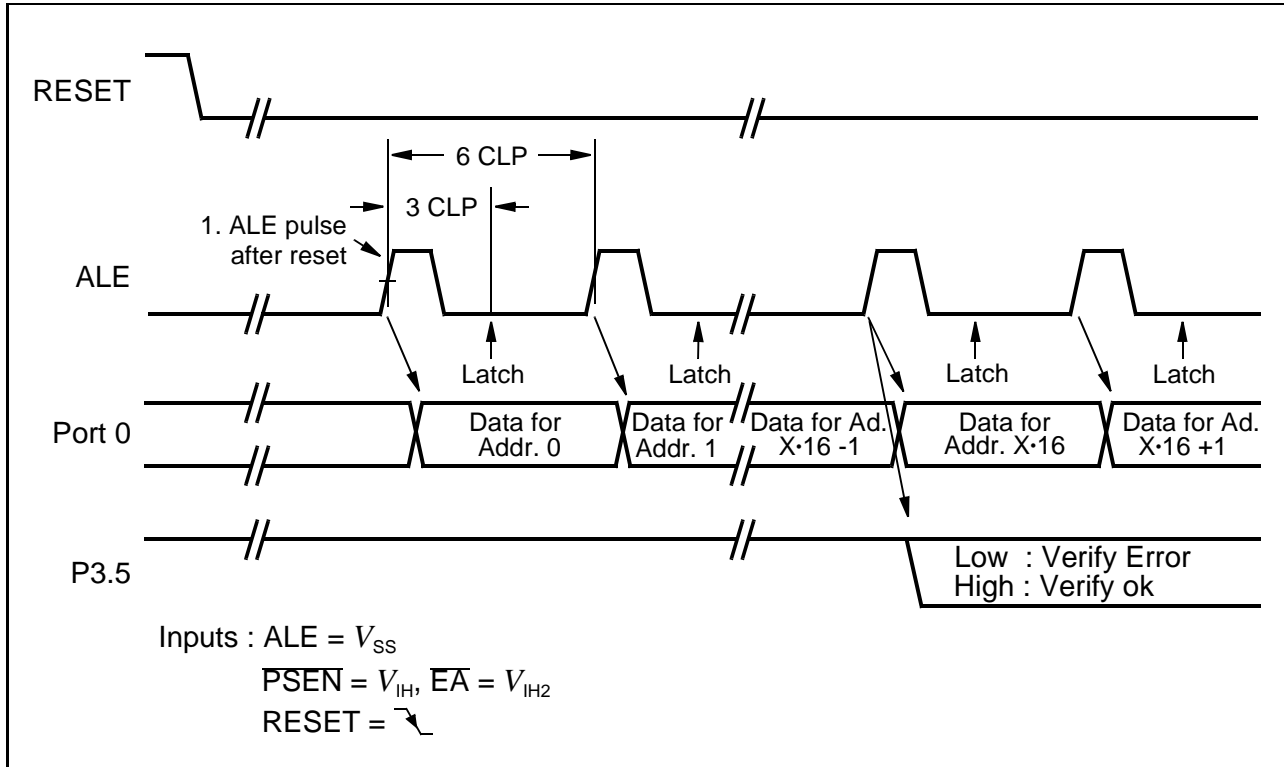 RESET
6 CLP
3 CLP
1. ALE pulse
after reset
ALE
Latch
Latch
Latch
Latch
Port 0
Data for
Addr. 0
Data for
Addr. 1
Data for Ad.
X·16 -1
Data for
Addr. X·16
Data for Ad.
X·16 +1
P3.5
Low : Verify Error
High : Verify ok
Inputs : ALE = VSS
PSEN = VIH, EA = VIH2
RESET =